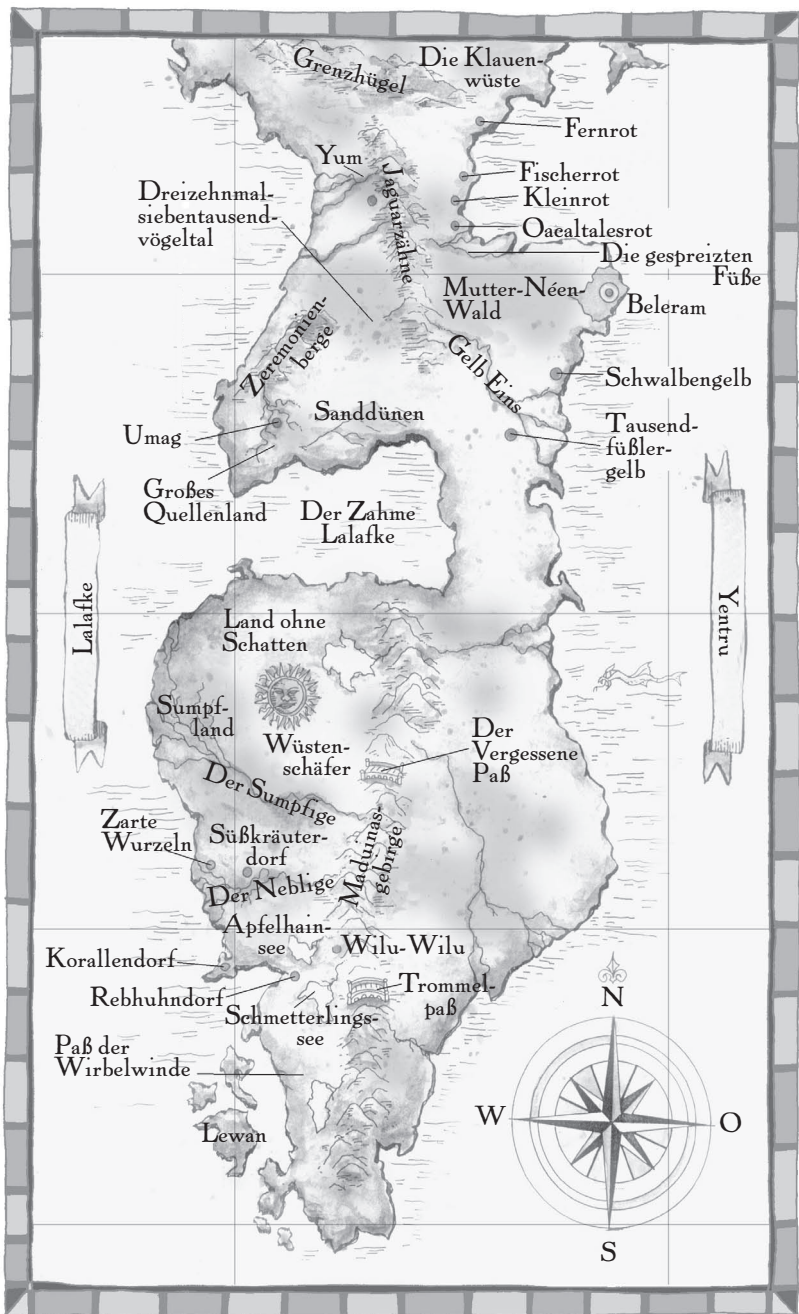 Grenzhügel
Die Klauen-
wüste
Fernrot
Yum
Fischerrot
Kleinrot
Dreizehnmal-
siebentausend-
vögeltal
Jaguarzähne
Oacaltalesrot
Die gespreizten
Füße
Mutter-Néen-
Wald
Beleram
Zeremonien-
berge
Gelb Eins
Schwalbengelb
Sanddünen
Umag
Tausend-
füßler-
gelb
Großes
Quellenland
Der Zahme
Lalafke
Lalafke
Yentru
Land ohne
Schatten
Sumpf-
land
Wüsten-
schäfer
Der
Vergessene
Paß
Der Sumpfige
Zarte
Wurzeln
Süßkräuter-
dorf
Maduinas-
gebirge
Der Neblige
Apfelhain-
see
Wilu-Wilu
Korallendorf
Rebhuhndorf
Trommel-
paß
Schmetterlings-
see
Paß der
Wirbelwinde
Lewan
N
W
O
S